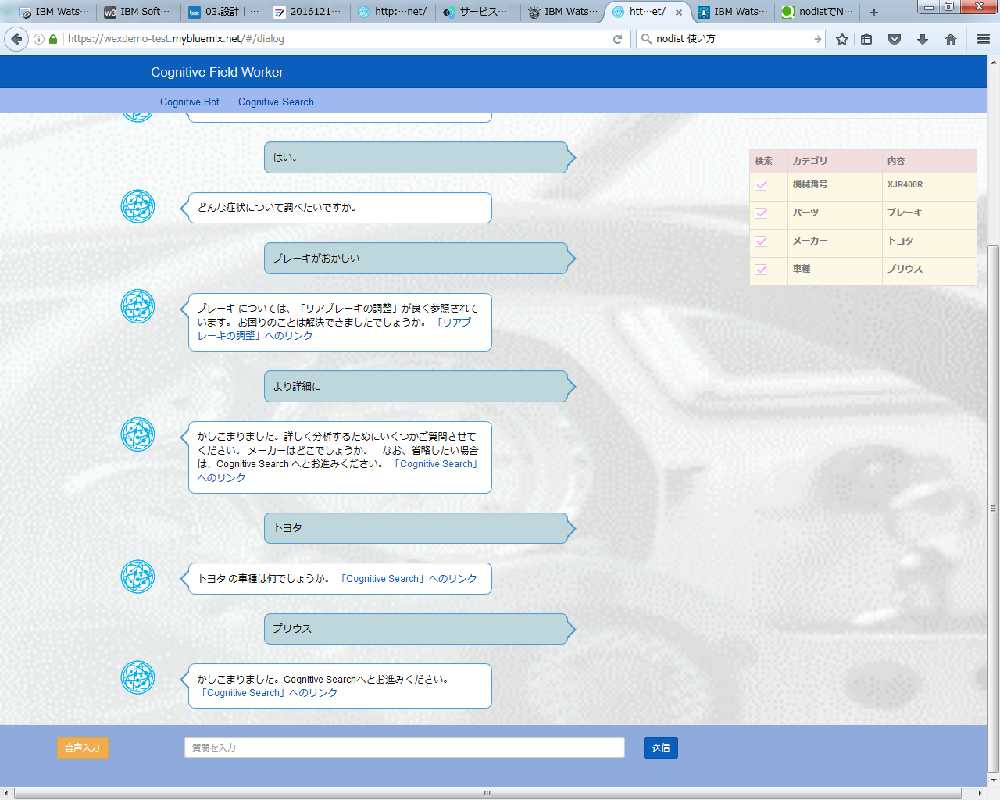 IBM Wats…
IBM Soft…
03.設計 | …
2016121…
http:…net/
サービス…
IBM Wats…
htt…et/
IBM Wats…
nodistでN…
https://wexdemo-test.mybluemix.net/#/dialog
nodist 使い方
Cognitive Field Worker
Cognitive Bot
Cognitive Search
はい。
どんな症状について調べたいですか。
ブレーキがおかしい
ブレーキ については、「リアブレーキの調整」が良く参照されて
います。 お困りのことは解決できましたでしょうか。 「リアブ
レーキの調整」へのリンク
より詳細に
かしこまりました。詳しく分析するためにいくつかご質問させて
ください。 メーカーはどこでしょうか。　なお、省略したい場合
は、Cognitive Search へとお進みください。 「Cognitive Search」
へのリンク
トヨタ
トヨタ の車種は何でしょうか。 「Cognitive Search」へのリンク
プリウス
かしこまりました。Cognitive Searchへとお進みください。
「Cognitive Search」へのリンク
検索 カテゴリ 内容
機械番号 XJR400R
パーツ ブレーキ
メーカー トヨタ
車種 プリウス
音声入力
質問を入力
送信